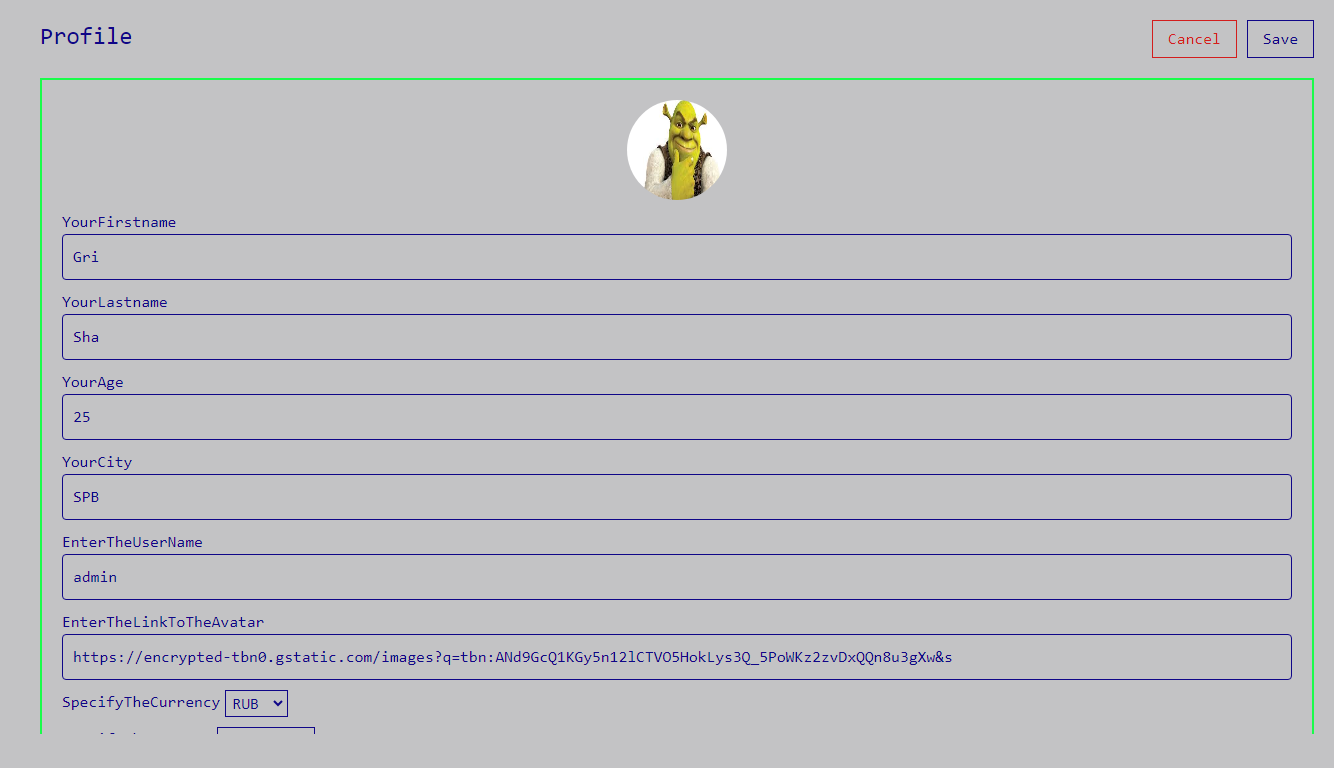 Profile
Cancel Save
YourFirstname
Gri
YourLastname
Sha
YourAge
25
YourCity
SPB
EnterTheUserName
admin
EnterTheLinkToTheAvatar
https://encrypted-tbn0.gstatic.com/images?q=tbn:ANd9GcQ1KGy5n12lCTVO5HokLys3Q_5PoWKz2zvDxQQn8u3gXw&s
SpecifyTheCurrency RUB